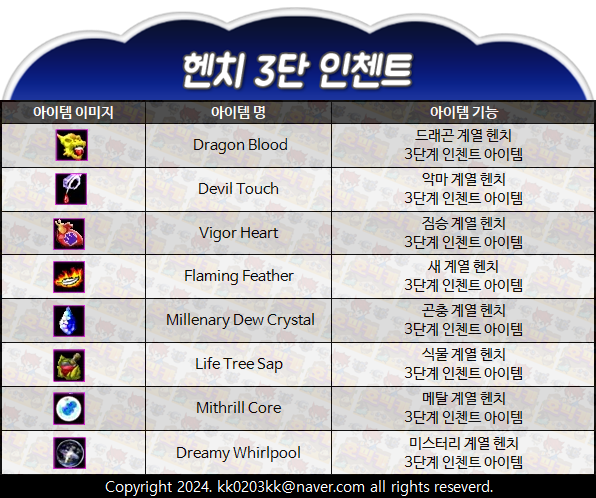 헨치 3단 인첸트
아이템 이미지 아이템 명 아이템 기능
Dragon Blood 드래곤 계열 헨치
3단계 인첸트 아이템
Devil Touch 악마 계열 헨치
3단계 인첸트 아이템
Vigor Heart 짐승 계열 헨치
3단계 인첸트 아이템
Flaming Feather 새 계열 헨치
3단계 인첸트 아이템
Millenary Dew Crystal 곤충 계열 헨치
3단계 인첸트 아이템
Life Tree Sap 식물 계열 헨치
3단계 인첸트 아이템
Mithrill Core 메탈 계열 헨치
3단계 인첸트 아이템
Dreamy Whirlpool 미스터리 계열 헨치
3단계 인첸트 아이템
Copyright 2024. kk0203kk@naver.com all rights reseverd.